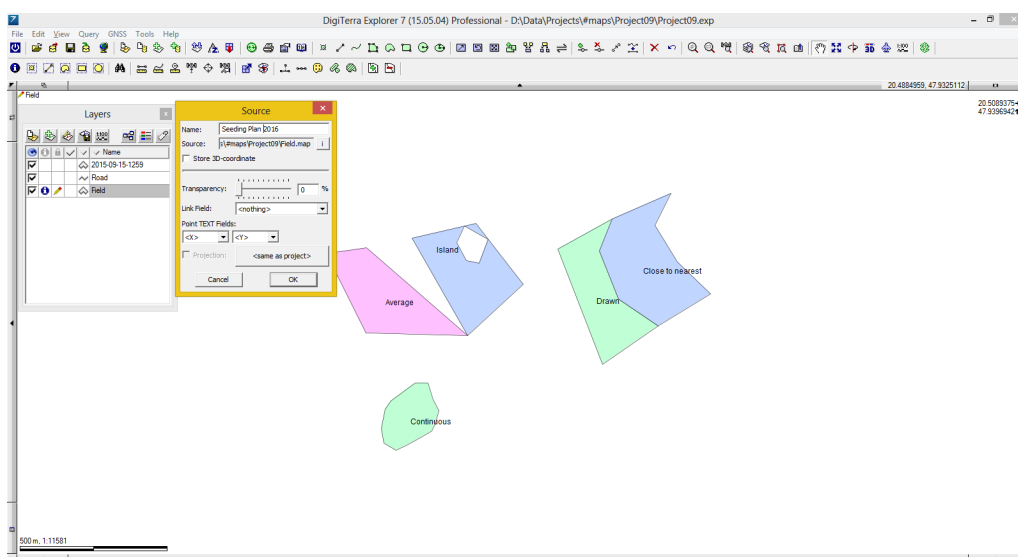 DigiTerra Explorer 7 (15.05.04) Professional - D:\Data\Projects\#maps\Project09\Project09.exp
File Edit View Query GNSS Tools Help
20.4884959, 47.9325112
Field
20.5089375
47.9396942
Layers
Name
2015-09-15-1259
Road
Field
Source
Name: Seeding Plan 2016
Source: s\#maps\Project09\Field.map i
Store 3D-coordinate
Transparency: 0 %
Link Field: <nothing>
Point TEXT Fields:
<X> <Y>
Projection: <same as project>
Cancel OK
Island
Close to nearest
Average
Drawn
Continuous
500 m, 1:11581